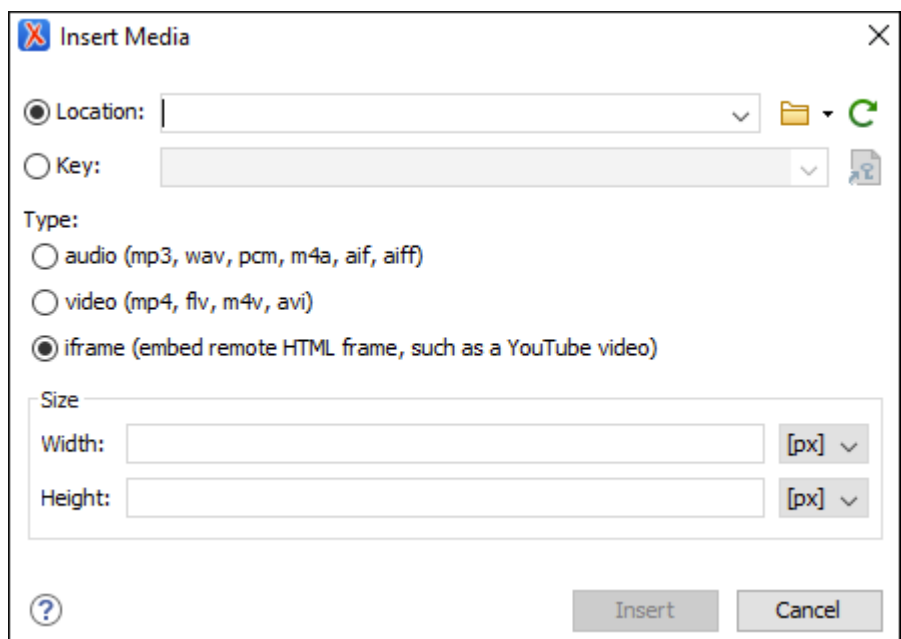 Insert Media
Location:
Key:
Type:
audio (mp3, wav, pcm, m4a, aif, aiff)
video (mp4, flv, m4v, avi)
iframe (embed remote HTML frame, such as a YouTube video)
Size
Width: [px]
Height: [px]
? Insert Cancel